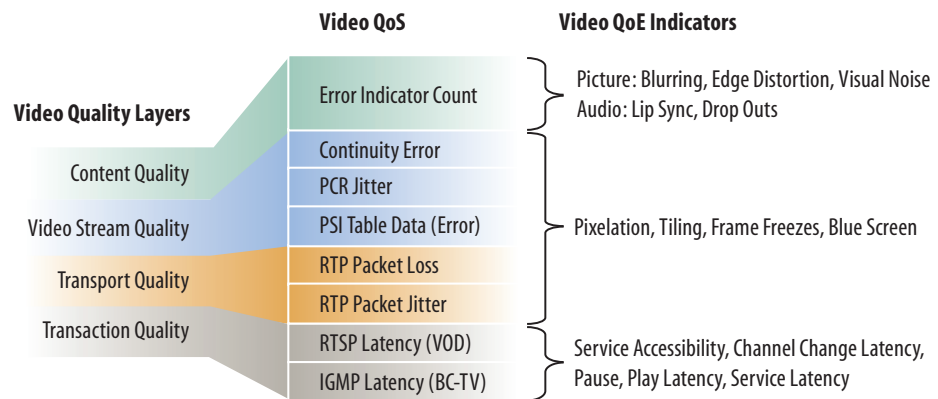 Video QoS
Video QoE Indicators
Video Quality Layers
Content Quality
Video Stream Quality
Transport Quality
Transaction Quality
Error Indicator Count
Continuity Error
PCR Jitter
PSI Table Data (Error)
RTP Packet Loss
RTP Packet Jitter
RTSP Latency (VOD)
IGMP Latency (BC-TV)
Picture: Blurring, Edge Distortion, Visual Noise
Audio: Lip Sync, Drop Outs
Pixelation, Tiling, Frame Freezes, Blue Screen
Service Accessibility, Channel Change Latency,
Pause, Play Latency, Service Latency